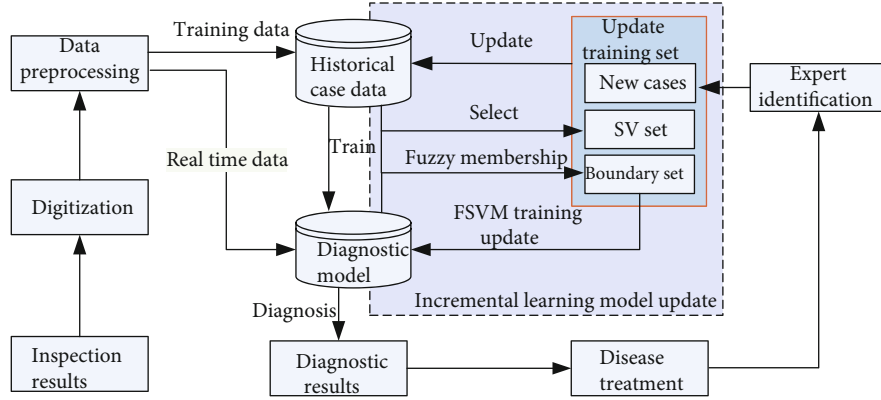 Data
preprocessing
Training data
Historical
case data
Update
Update
training set
New cases
SV set
Boundary set
Expert
identification
Select
Fuzzy membership
Train
Real time data
Digitization
FSVM training
update
Diagnostic
model
Incremental learning model update
Diagnosis
Inspection
results
Diagnostic
results
Disease
treatment